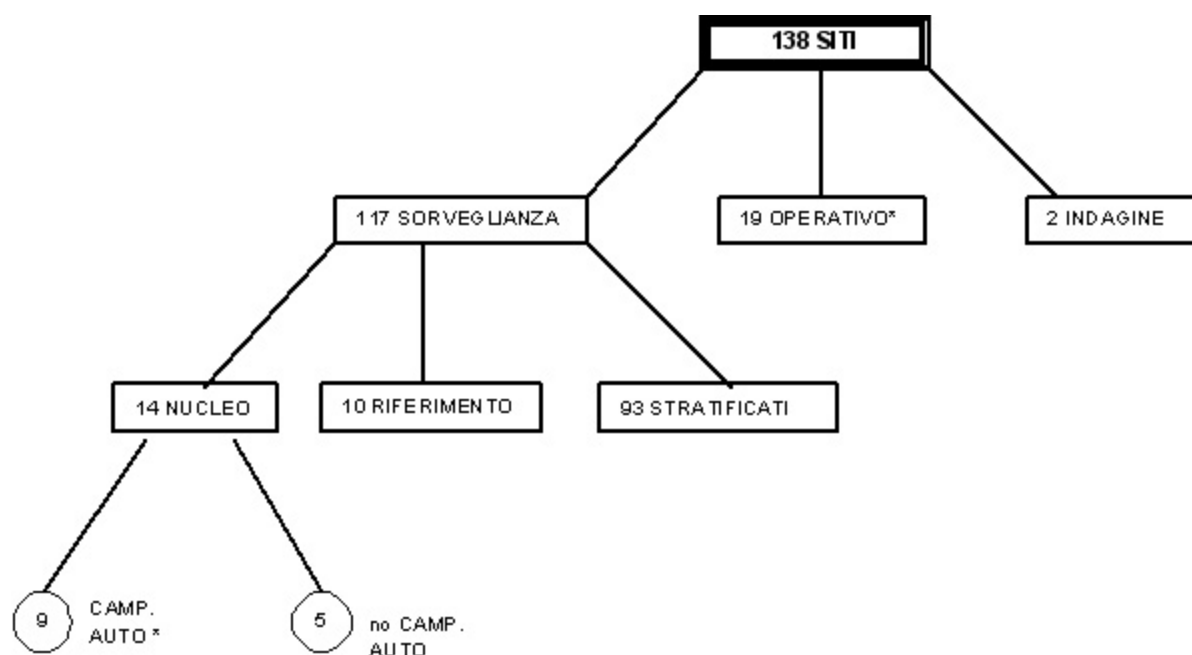 138 SITI
117 SORVEGLIANZA
19 OPERATIVO*
2 INDAGINE
14 NUCLEO
10 RIFERIMENTO
93 STRATIFICATI
9
CAMP.
AUTO*
5
no CAMP.
AUTO